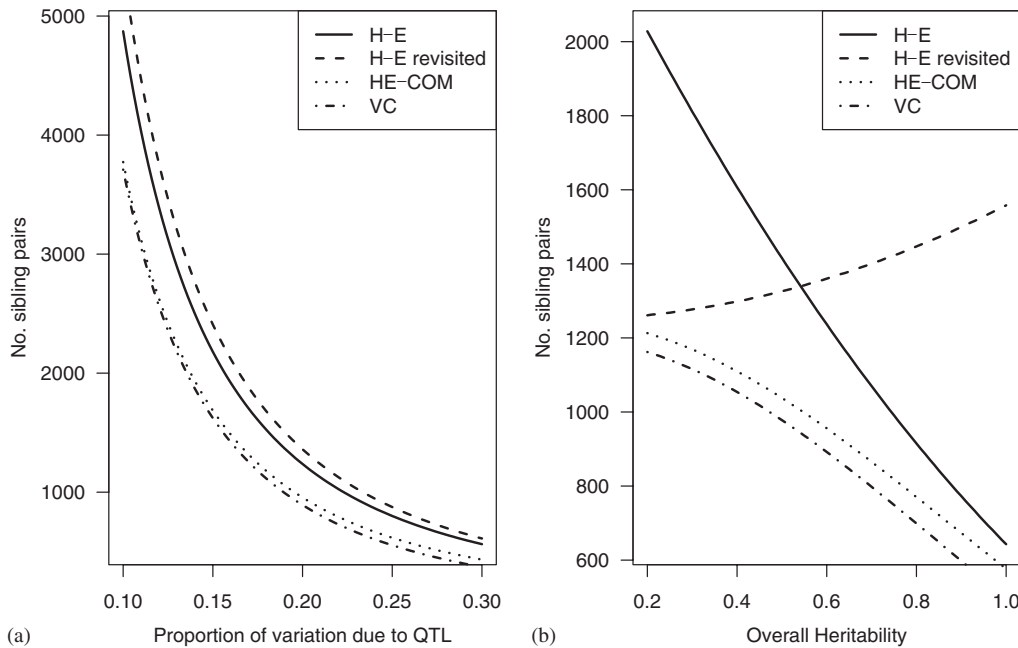 H−E
H−E revisited
HE−COM
VC
5000
4000
3000
2000
1000
No. sibling pairs
0.10 0.15 0.20 0.25 0.30
(a) Proportion of variation due to QTL
H−E
H−E revisited
HE−COM
VC
2000
1800
1600
1400
1200
1000
800
600
No. sibling pairs
0.2 0.4 0.6 0.8 1.0
(b) Overall Heritability